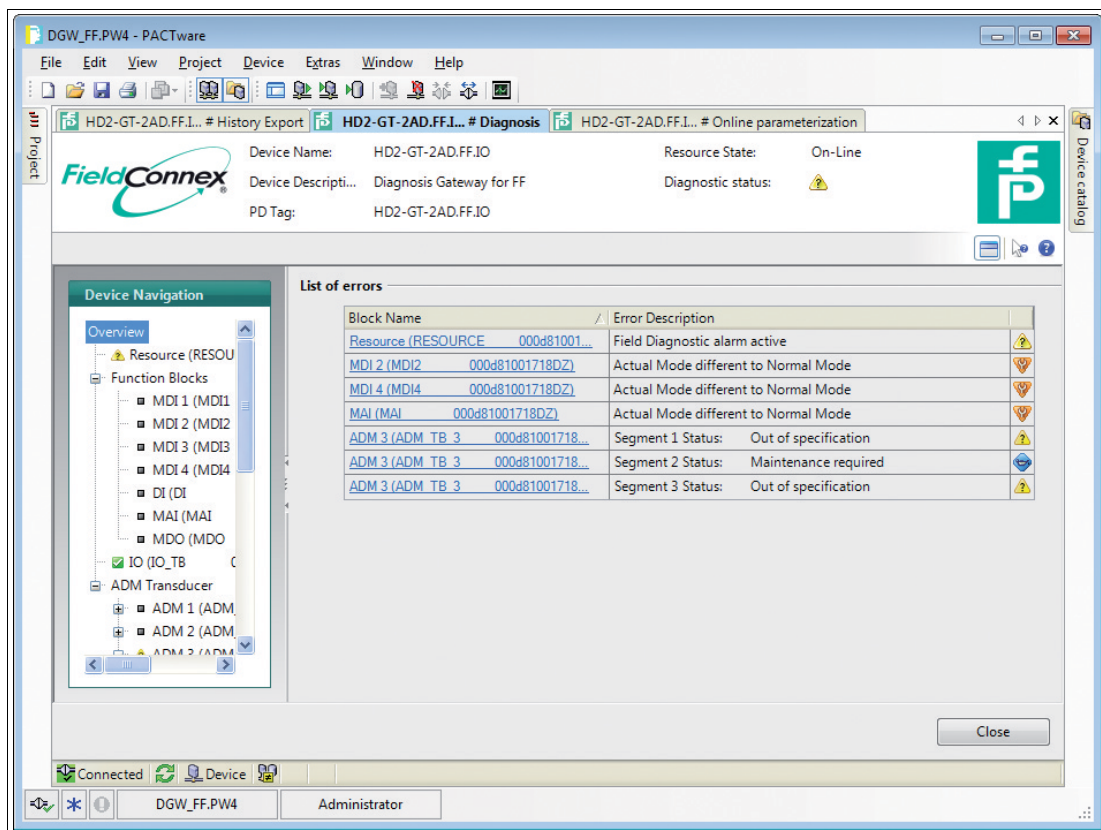 DGW_FF.PW4 - PACTware
File Edit View Project Device Extras Window Help
Project
HD2-GT-2AD.FF.I... # History Export
HD2-GT-2AD.FF.I... # Diagnosis
HD2-GT-2AD.FF.I... # Online parameterization
Device catalog
FieldConnex®
Device Name: HD2-GT-2AD.FF.IO Resource State: On-Line
Device Descripti... Diagnosis Gateway for FF Diagnostic status:
PD Tag: HD2-GT-2AD.FF.IO
Device Navigation
Overview
Resource (RESOU
Function Blocks
MDI 1 (MDI1
MDI 2 (MDI2
MDI 3 (MDI3
MDI 4 (MDI4
DI (DI
MAI (MAI
MDO (MDO
IO (IO_TB
ADM Transducer
ADM 1 (ADM_
ADM 2 (ADM_
ADM 3 (ADM
List of errors
Block Name Error Description
Resource (RESOURCE 000d81001... Field Diagnostic alarm active
MDI 2 (MDI2 000d81001718DZ) Actual Mode different to Normal Mode
MDI 4 (MDI4 000d81001718DZ) Actual Mode different to Normal Mode
MAI (MAI 000d81001718DZ) Actual Mode different to Normal Mode
ADM 3 (ADM_TB_3 000d81001718... Segment 1 Status: Out of specification
ADM 3 (ADM_TB_3 000d81001718... Segment 2 Status: Maintenance required
ADM 3 (ADM_TB_3 000d81001718... Segment 3 Status: Out of specification
Close
Connected Device
DGW_FF.PW4 Administrator